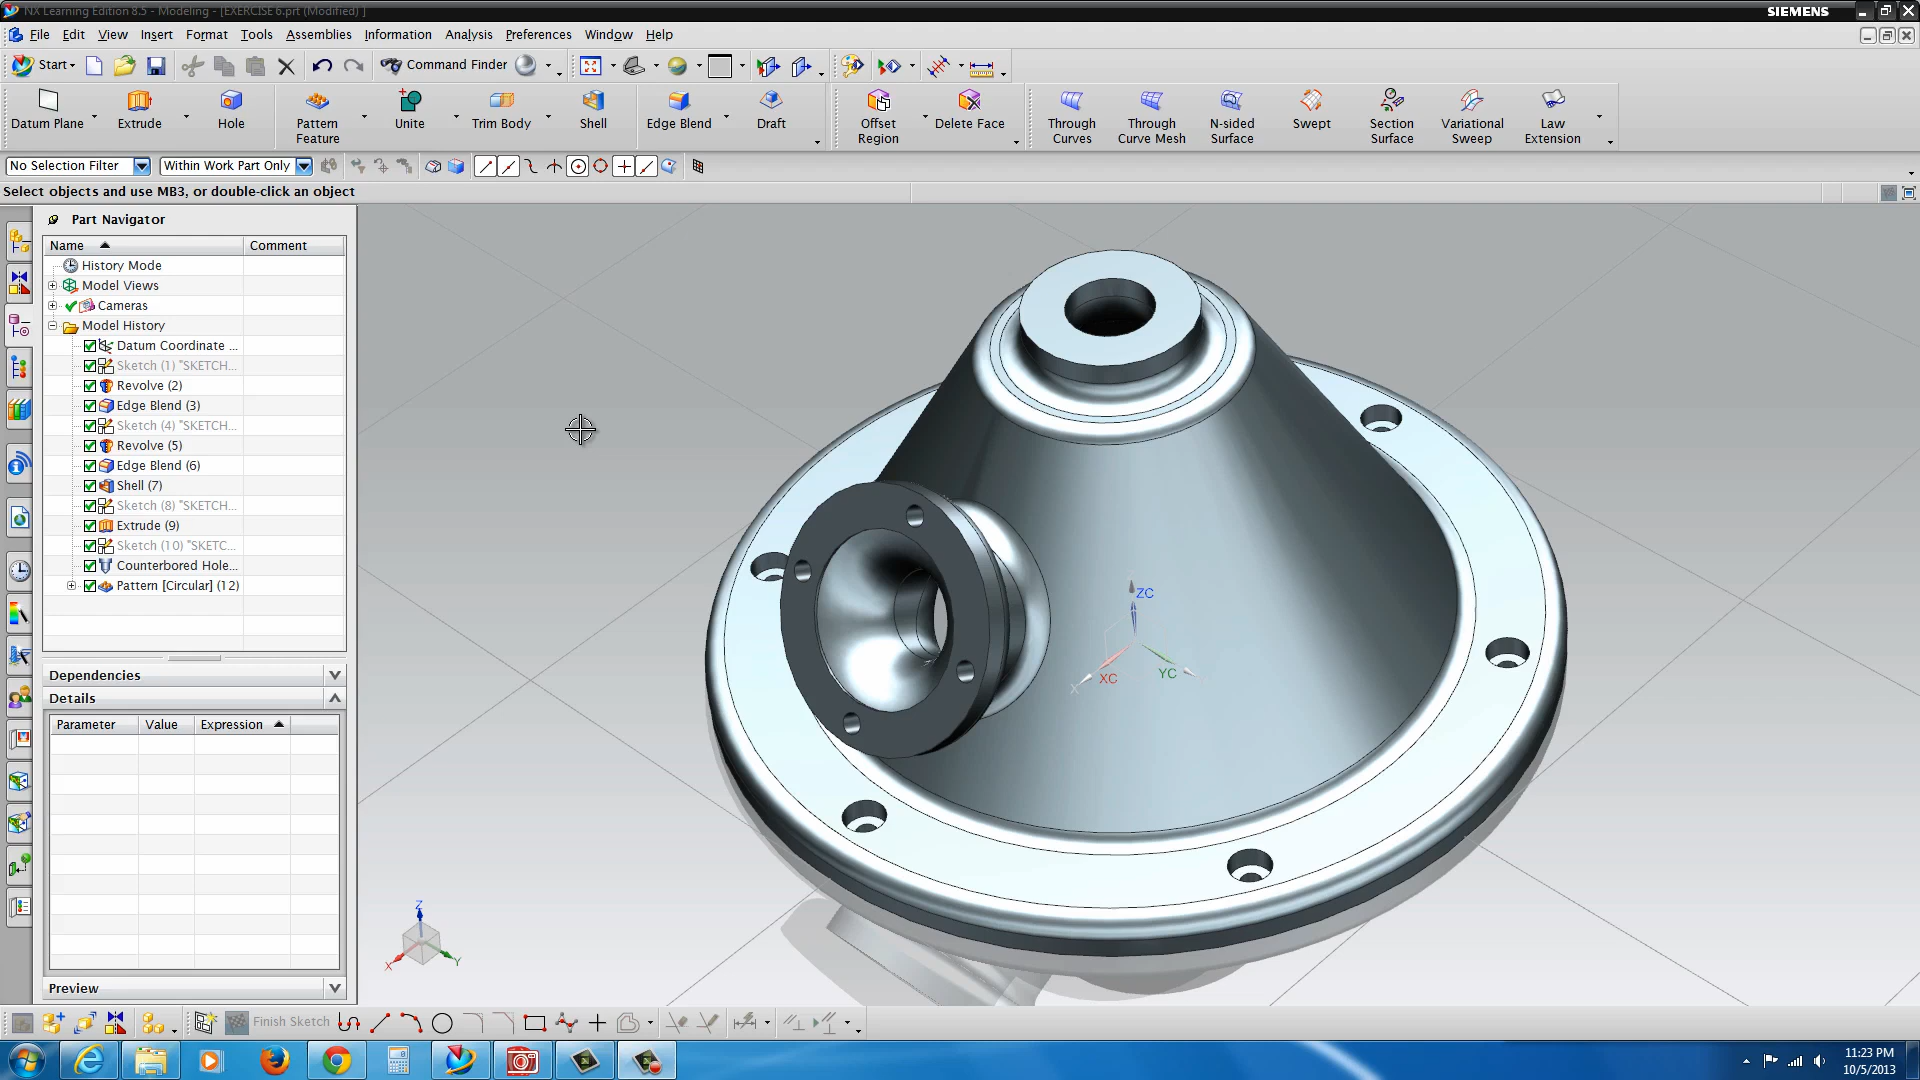 NX Learning Edition 8.5 - Modeling - [EXERCISE 6.prt (Modified) ]
SIEMENS
File Edit View Insert Format Tools Assemblies Information Analysis Preferences Window Help
Start Command Finder
Datum Plane Extrude Hole Pattern Feature Unite Trim Body Shell Edge Blend Draft Offset Region Delete Face Through Curves Through Curve Mesh N-sided Surface Swept Section Surface Variational Sweep Law Extension
No Selection Filter Within Work Part Only
Select objects and use MB3, or double-click an object
Part Navigator
Name Comment
History Mode
Model Views
Cameras
Model History
Datum Coordinate ...
Sketch (1) "SKETCH...
Revolve (2)
Edge Blend (3)
Sketch (4) "SKETCH...
Revolve (5)
Edge Blend (6)
Shell (7)
Sketch (8) "SKETCH...
Extrude (9)
Sketch (10) "SKETC...
Counterbored Hole...
Pattern [Circular] (12)
Dependencies
Details
Parameter Value Expression
Preview
ZC
XC
YC
X
Z
X
Y
Finish Sketch
11:23 PM
10/5/2013